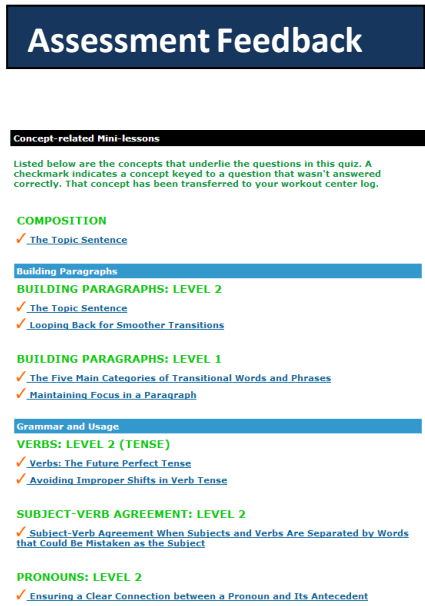 Assessment Feedback
Concept-related Mini-lessons
Listed below are the concepts that underlie the questions in this quiz. A
checkmark indicates a concept keyed to a question that wasn't answered
correctly. That concept has been transferred to your workout center log.
COMPOSITION
✓ The Topic Sentence
Building Paragraphs
BUILDING PARAGRAPHS: LEVEL 2
✓ The Topic Sentence
✓ Looping Back for Smoother Transitions
BUILDING PARAGRAPHS: LEVEL 1
✓ The Five Main Categories of Transitional Words and Phrases
✓ Maintaining Focus in a Paragraph
Grammar and Usage
VERBS: LEVEL 2 (TENSE)
✓ Verbs: The Future Perfect Tense
✓ Avoiding Improper Shifts in Verb Tense
SUBJECT-VERB AGREEMENT: LEVEL 2
✓ Subject-Verb Agreement When Subjects and Verbs Are Separated by Words
that Could Be Mistaken as the Subject
PRONOUNS: LEVEL 2
✓ Ensuring a Clear Connection between a Pronoun and Its Antecedent